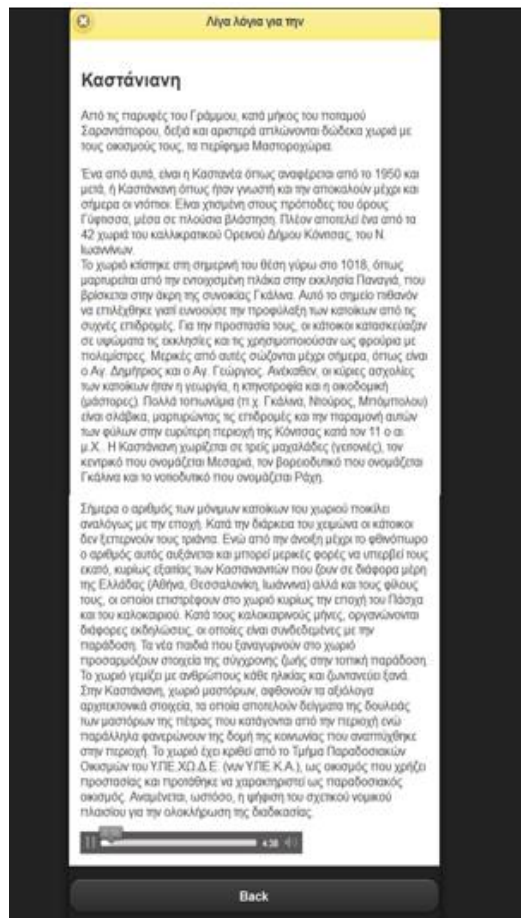 Λίγα λόγια για την
Καστάνιανη
Από τις παρυφές του Γράμμου, κατά μήκος του ποταμού
Σαραντάπορου, δεξιά και αριστερά απλώνονται δώδεκα χωριά με
τους οικισμούς τους, τα περίφημα Μαστοροχώρια.
Ένα από αυτά, είναι η Καστανέα όπως αναφέρεται από το 1950 και
μετά, ή Καστάνιανη όπως ήταν γνωστή και την αποκαλούν μέχρι και
σήμερα οι ντόπιοι. Είναι χτισμένη στους πρόποδες του όρους
Γύφτισσα, μέσα σε πλούσια βλάστηση. Πλέον αποτελεί ένα από τα
42 χωριά του καλλικρατικού Ορεινού Δήμου Κόνιτσας, του Ν.
Ιωαννίνων.
Το χωριό κτίστηκε στη σημερινή του θέση γύρω στο 1018, όπως
μαρτυρείται από την εντοιχισμένη πλάκα στην εκκλησία Παναγιά, που
βρίσκεται στην άκρη της συνοικίας Γκάλινα. Αυτό το σημείο πιθανόν
να επιλέχθηκε γιατί ευνοούσε την προφύλαξη των κατοίκων από τις
συχνές επιδρομές. Για την προστασία τους, οι κάτοικοι κατασκεύαζαν
σε υψώματα τις εκκλησίες και τις χρησιμοποιούσαν ως φρούρια με
πολεμίστρες. Μερικές από αυτές σώζονται μέχρι σήμερα, όπως είναι
ο Αγ. Δημήτριος και ο Αγ. Γεώργιος. Ανέκαθεν, οι κύριες ασχολίες
των κατοίκων ήταν η γεωργία, η κτηνοτροφία και η οικοδομική
(μάστορες). Πολλά τοπωνύμια (π.χ. Γκάλινα, Ντούρος, Μπόμπολου)
είναι σλάβικα, μαρτυρώντας τις επιδρομές και την παραμονή αυτών
των φύλων στην ευρύτερη περιοχή της Κόνιτσας κατά τον 11 ο αι
μ.Χ. Η Καστάνιανη χωρίζεται σε τρείς μαχαλάδες (γειτονιές), τον
κεντρικό που ονομάζεται Μεσαριά, τον βορειοδυτικό που ονομάζεται
Γκάλινα και το νοτιοδυτικό που ονομάζεται Ράχη.
Σήμερα ο αριθμός των μόνιμων κατοίκων του χωριού ποικίλει
αναλόγως με την εποχή. Κατά την διάρκεια του χειμώνα οι κάτοικοι
δεν ξεπερνούν τους τριάντα. Ενώ από την άνοιξη μέχρι το φθινόπωρο
ο αριθμός αυτός αυξάνεται και μπορεί μερικές φορές να υπερβεί τους
εκατό, κυρίως εξαιτίας των Καστανιανιτών που ζουν σε διάφορα μέρη
της Ελλάδας (Αθήνα, Θεσσαλονίκη, Ιωάννινα) αλλά και τους φίλους
τους, οι οποίοι επιστρέφουν στο χωριό κυρίως την εποχή του Πάσχα
και του καλοκαιριού. Κατά τους καλοκαιρινούς μήνες, οργανώνονται
διάφορες εκδηλώσεις, οι οποίες είναι συνδεδεμένες με την
παράδοση. Τα νέα παιδιά που ξαναγυρνούν στο χωριό
προσαρμόζουν στοιχεία της σύγχρονης ζωής στην τοπική παράδοση.
Το χωριό γεμίζει με ανθρώπους κάθε ηλικίας και ζωντανεύει ξανά.
Στην Καστάνιανη, χωριό μαστόρων, αφθονούν τα αξιόλογα
αρχιτεκτονικά στοιχεία, τα οποία αποτελούν δείγματα της δουλειάς
των μαστόρων της πέτρας που κατάγονται από την περιοχή ενώ
παράλληλα φανερώνουν της δομή της κοινωνίας που αναπτύχθηκε
στην περιοχή. Το χωριό έχει κριθεί από το Τμήμα Παραδοσιακών
Οικισμών του Υ.ΠΕ.ΧΩ.Δ.Ε. (νυν Υ.ΠΕ.Κ.Α.), ως οικισμός που χρήζει
προστασίας και προτάθηκε να χαρακτηριστεί ως παραδοσιακός
οικισμός. Αναμένεται, ωστόσο, η ψήφιση του σχετικού νομικού
πλαισίου για την ολοκλήρωση της διαδικασίας.
4:38
Back